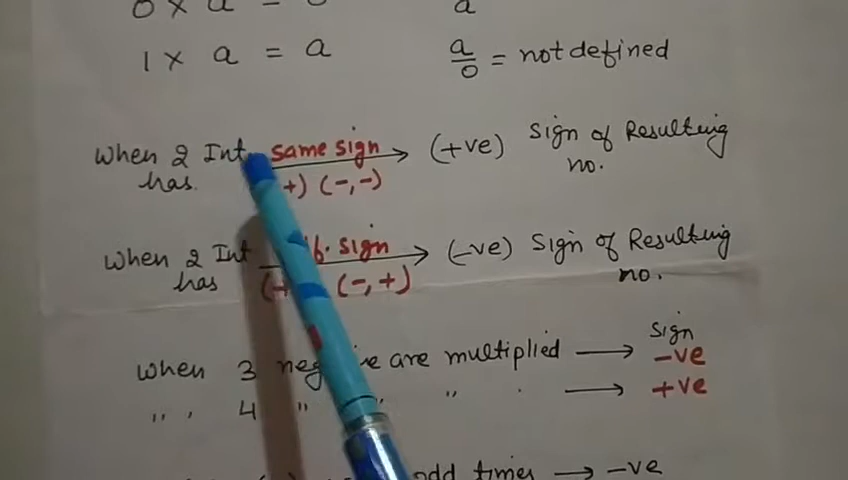 0 × a =
a
1 × a = a
a/0 = not defined
When 2 Int same sign → (+ve) Sign of Resulting
has +) (-,-) no.
When 2 Int sign → (-ve) Sign of Resulting
has (-,+) no.
Sign
When 3 are multiplied → -ve
" , 4 " " → +ve
odd times → -ve